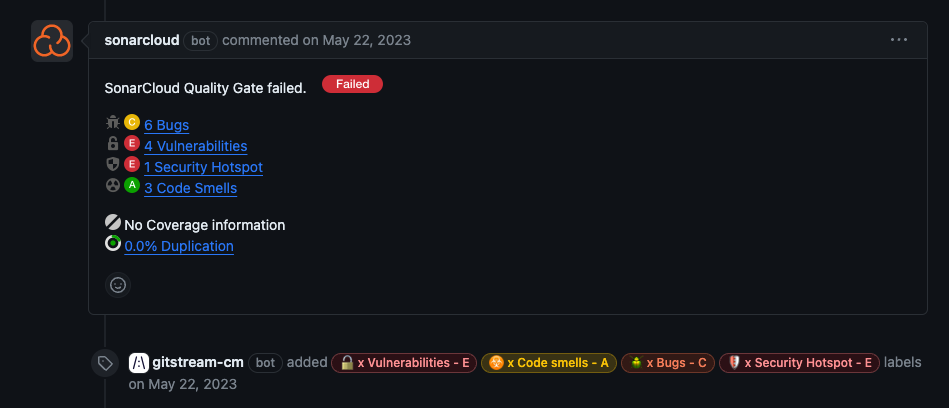 sonarcloud bot commented on May 22, 2023 ...
SonarCloud Quality Gate failed. Failed
C 6 Bugs
E 4 Vulnerabilities
E 1 Security Hotspot
A 3 Code Smells
No Coverage information
0.0% Duplication
/:\ gitstream-cm bot added x Vulnerabilities - E x Code smells - A x Bugs - C x Security Hotspot - E labels
on May 22, 2023